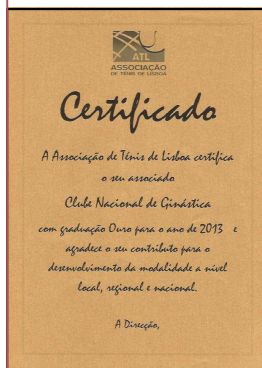 ATL
ASSOCIAÇÃO
DE TÉNIS DE LISBOA
Certificado
A Associação de Ténis de Lisboa certifica
o seu associado
Clube Nacional de Ginástica
com graduação Ouro para o ano de 2013 e
agradece o seu contributo para o
desenvolvimento da modalidade a nível
local, regional e nacional.
A Direcção,